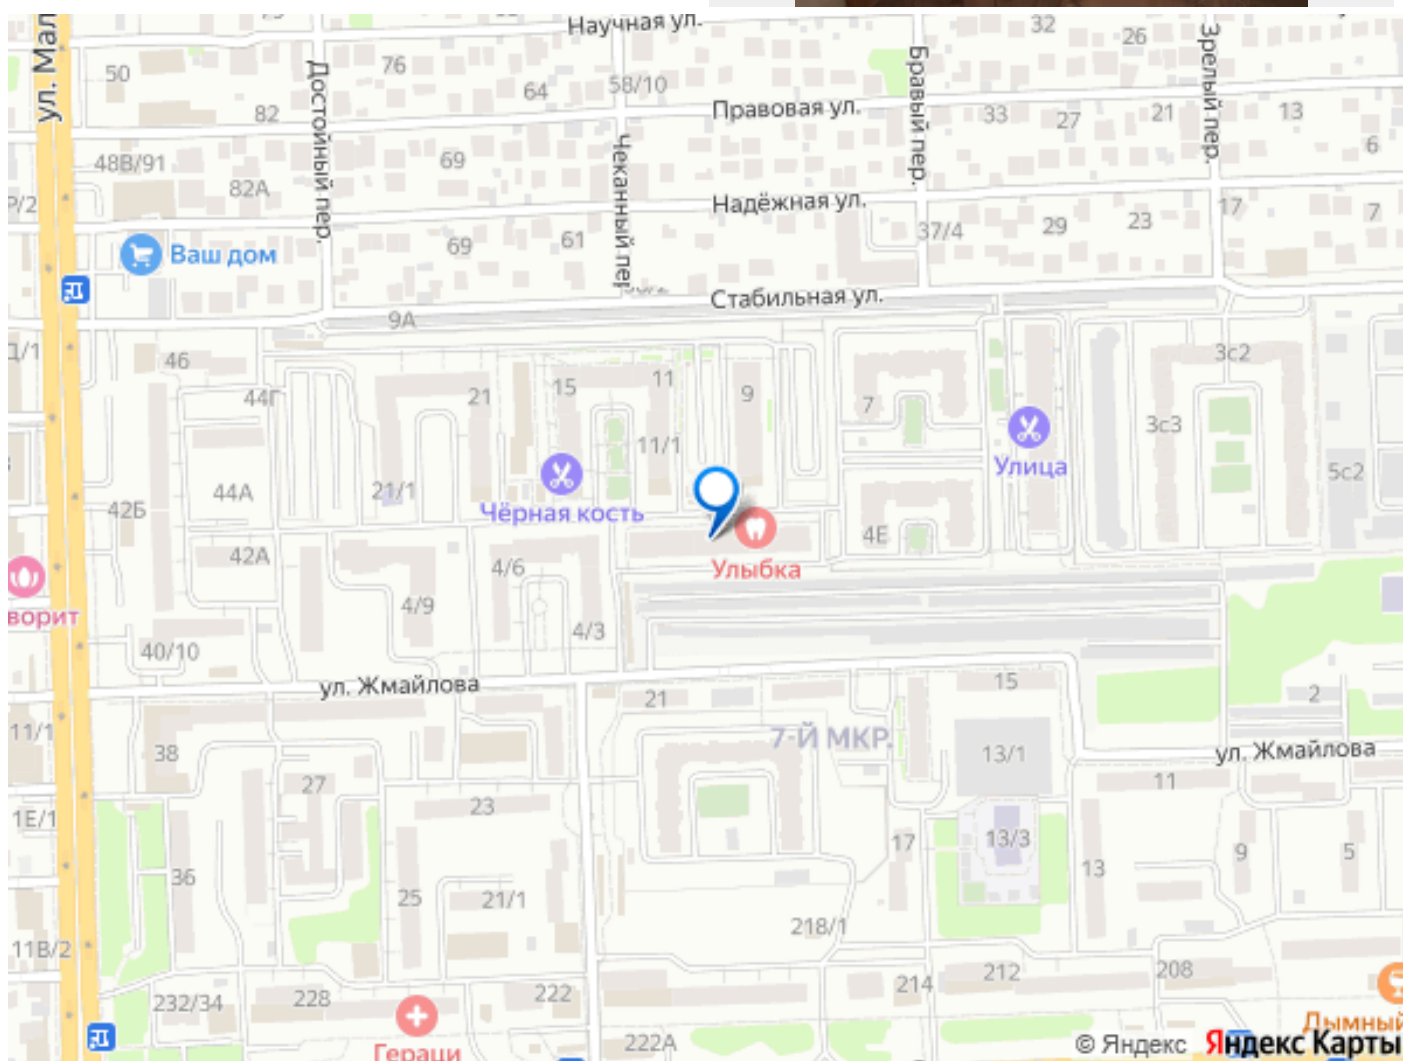 ул. Мал
Научная ул.
32
26
50
76
Достойный пер.
64
58/10
Бравый пер.
Зрелый пер.
82
Правовая ул.
33
27
21
13
6
48В/91
69
Чеканный пер
82А
Надёжная ул.
17
7
Р/2
37/4
29
23
69
61
Ваш дом
Стабильная ул.
9А
46
3с2
44Г
21
15
11
9
7
3с3
11/1
Улица
5с2
44А
21/1
42Б
Чёрная кость
4Е
42А
4/6
Улыбка
4/9
ворит
4/3
40/10
ул. Жмайлова
21
15
2
11/1
38
7-Й МКР.
13/1
ул. Жмайлова
27
11
1Е/1
23
13/3
17
9
5
36
13
25
21/1
218/1
11В/2
212
208
214
232/34
228
222
Гераци
222А
Дымный
© Яндекс Яндекс Карты